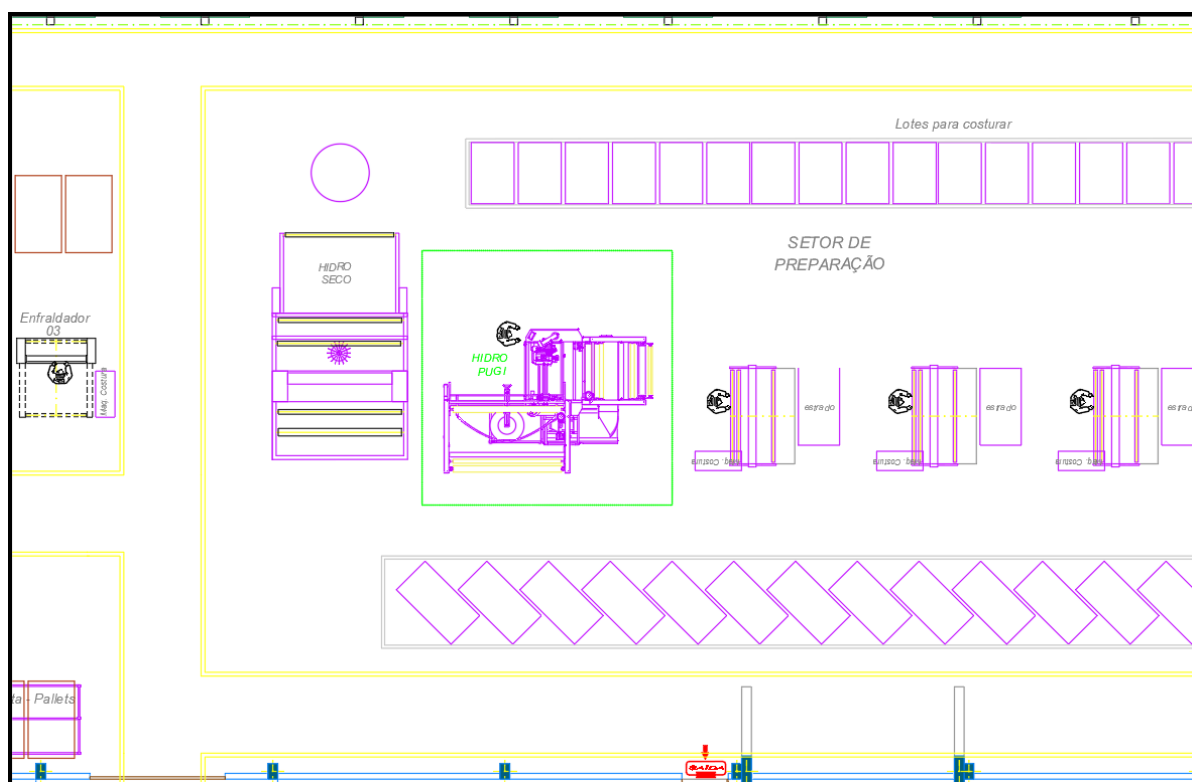 Lotes para costurar
SETOR DE
PREPARAÇÃO
HIDRO
SECO
Enfraldador
03
Maq. Costura
HIDRO
PUGI
estrado
estrado
estrado
Maq. Costura
Maq. Costura
Maq. Costura
ta - Pallets
SAÍDA